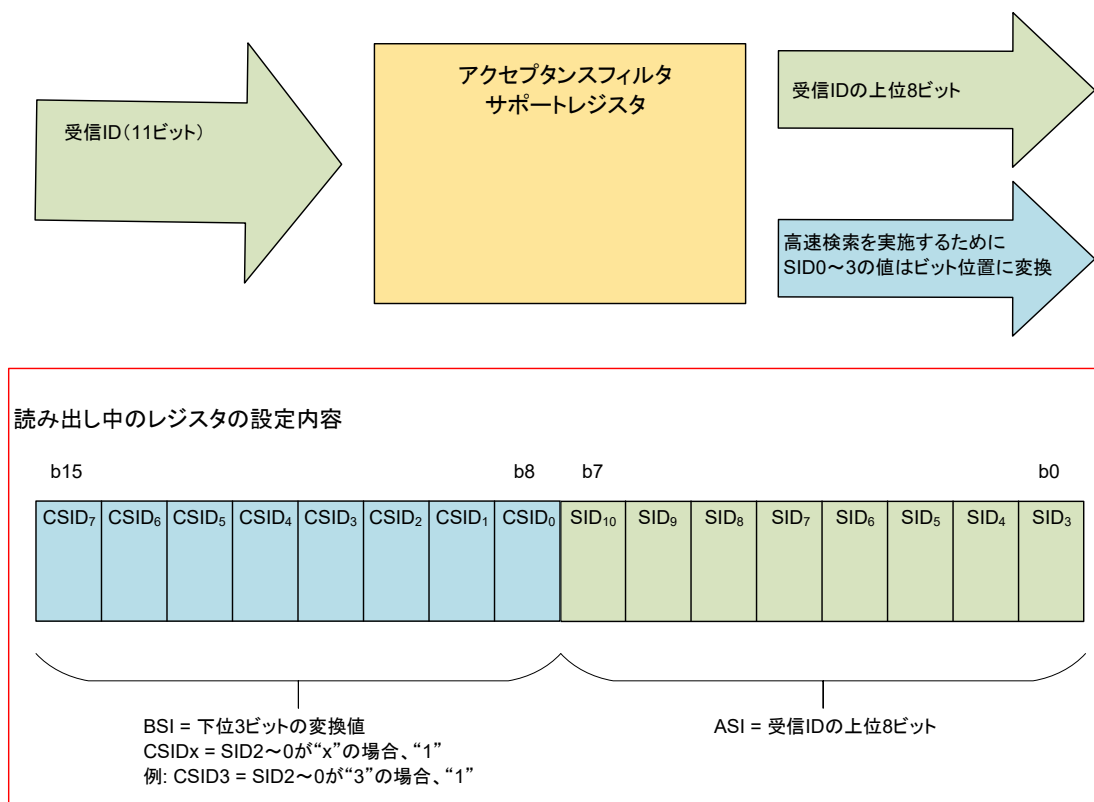 受信ID（11ビット）
アクセプタンスフィルタ
サポートレジスタ
受信IDの上位8ビット
高速検索を実施するために
SID0～3の値はビット位置に変換
読み出し中のレジスタの設定内容
b15 b8 b7 b0
CSID₇ CSID₆ CSID₅ CSID₄ CSID₃ CSID₂ CSID₁ CSID₀ SID₁₀ SID₉ SID₈ SID₇ SID₆ SID₅ SID₄ SID₃
BSI = 下位3ビットの変換値
CSIDx = SID2～0が“x”の場合、“1”
例: CSID3 = SID2～0が“3”の場合、“1”
ASI = 受信IDの上位8ビット